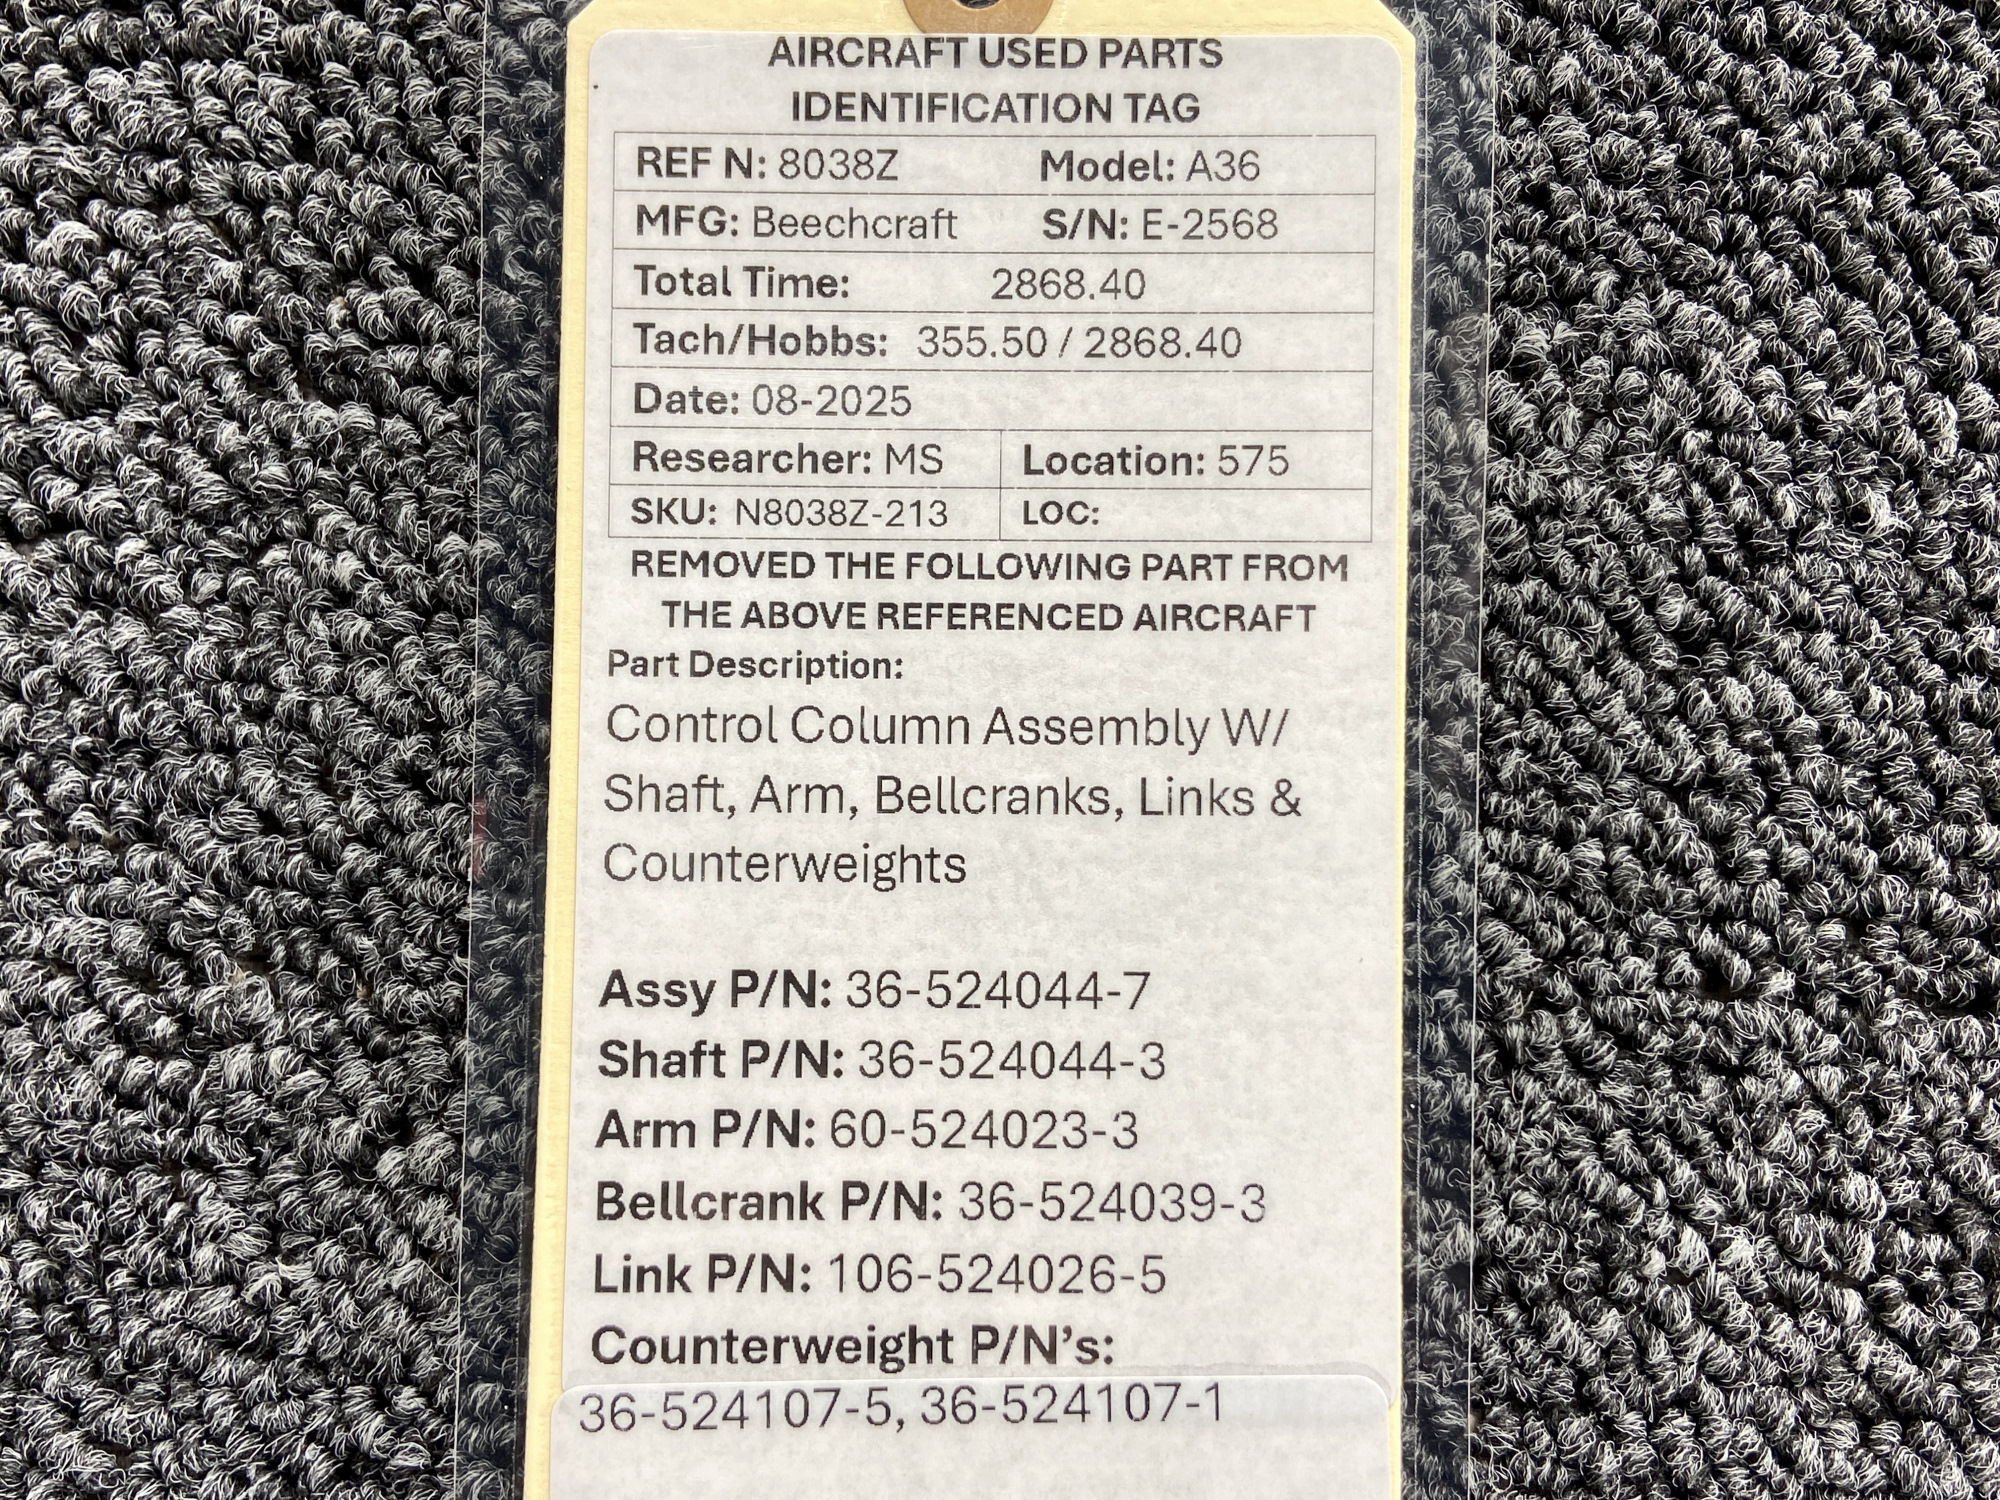 AIRCRAFT USED PARTS
IDENTIFICATION TAG
REF N: 8038Z Model: A36
MFG: Beechcraft S/N: E-2568
Total Time: 2868.40
Tach/Hobbs: 355.50 / 2868.40
Date: 08-2025
Researcher: MS Location: 575
SKU: N8038Z-213 LOC:
REMOVED THE FOLLOWING PART FROM
THE ABOVE REFERENCED AIRCRAFT
Part Description:
Control Column Assembly W/
Shaft, Arm, Bellcranks, Links &
Counterweights
Assy P/N: 36-524044-7
Shaft P/N: 36-524044-3
Arm P/N: 60-524023-3
Bellcrank P/N: 36-524039-3
Link P/N: 106-524026-5
Counterweight P/N's:
36-524107-5, 36-524107-1